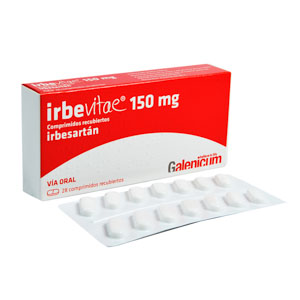 irbevitae® 150 mg
Comprimidos recubiertos
irbesartán
Galenicum
VÍA ORAL
28 comprimidos recubiertos